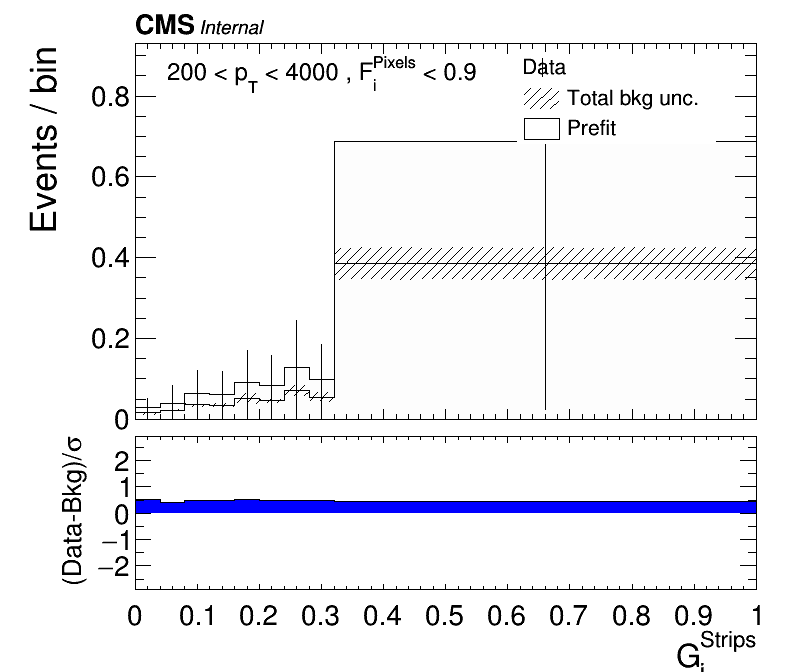 CMS Internal
Events / bin
200 < p_T < 4000 , F_i^Pixels < 0.9
Data
Total bkg unc.
Prefit
0.8
0.6
0.4
0.2
0
(Data-Bkg)/σ
2
1
0
−1
−2
0 0.1 0.2 0.3 0.4 0.5 0.6 0.7 0.8 0.9 1
G_i^Strips